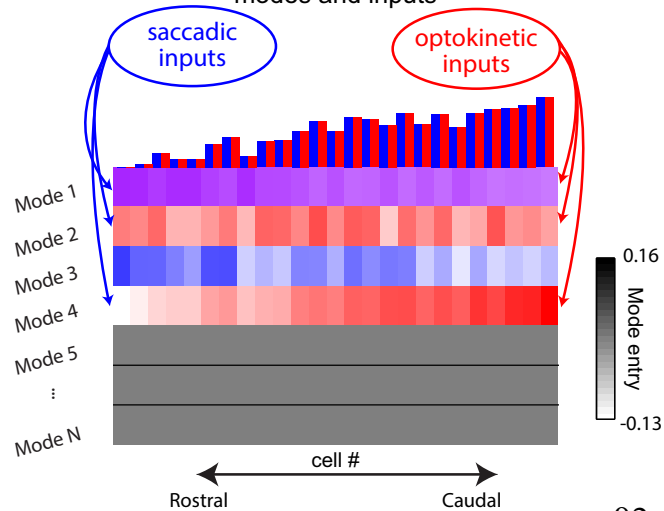 modes and inputs
saccadic
inputs
optokinetic
inputs
Mode 1
Mode 2
Mode 3
Mode 4
Mode 5
...
Mode N
0.16
Mode entry
-0.13
cell #
Rostral
Caudal